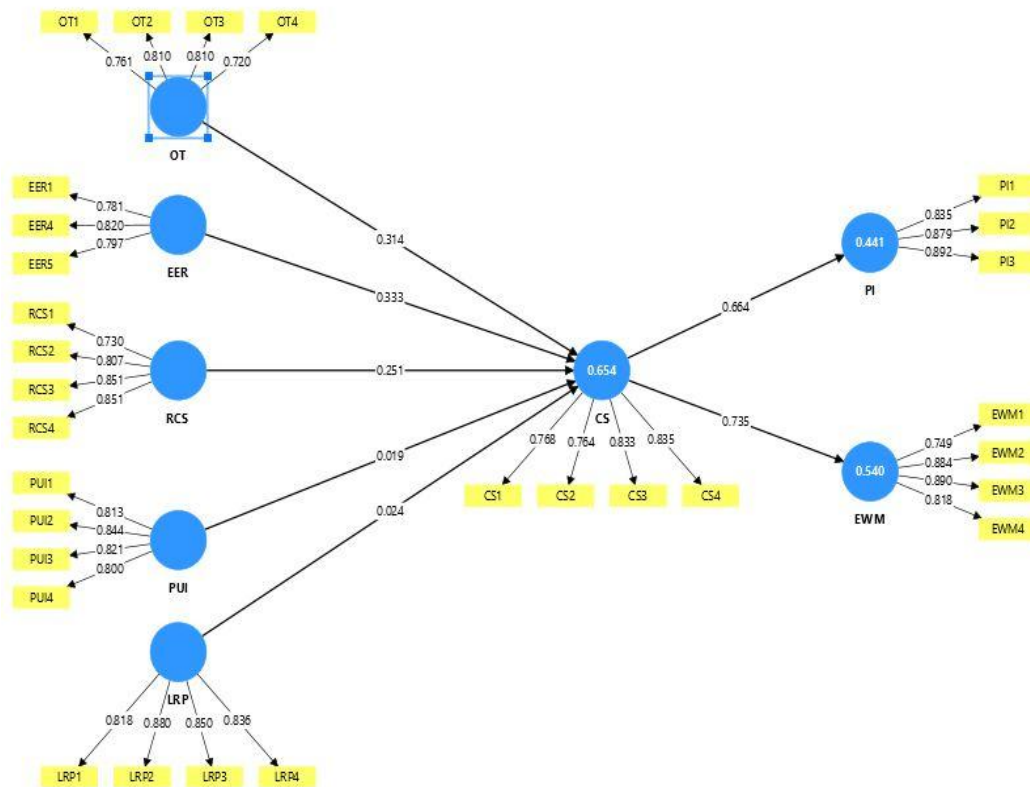 OT1 OT2 OT3 OT4
0.761 0.810 0.810 0.720
OT
EER1
EER4
EER5
0.781
0.820
0.797
EER
RCS1
RCS2
RCS3
RCS4
0.730
0.807
0.851
0.851
RCS
PUI1
PUI2
PUI3
PUI4
0.813
0.844
0.821
0.800
PUI
LRP
0.818 0.880 0.850 0.836
LRP1 LRP2 LRP3 LRP4
0.314
0.333
0.251
0.019
0.024
0.654
CS
0.768 0.764 0.833 0.835
CS1 CS2 CS3 CS4
0.664
0.735
0.441
PI
0.835
0.879
0.892
PI1
PI2
PI3
0.540
EWM
0.749
0.884
0.890
0.818
EWM1
EWM2
EWM3
EWM4